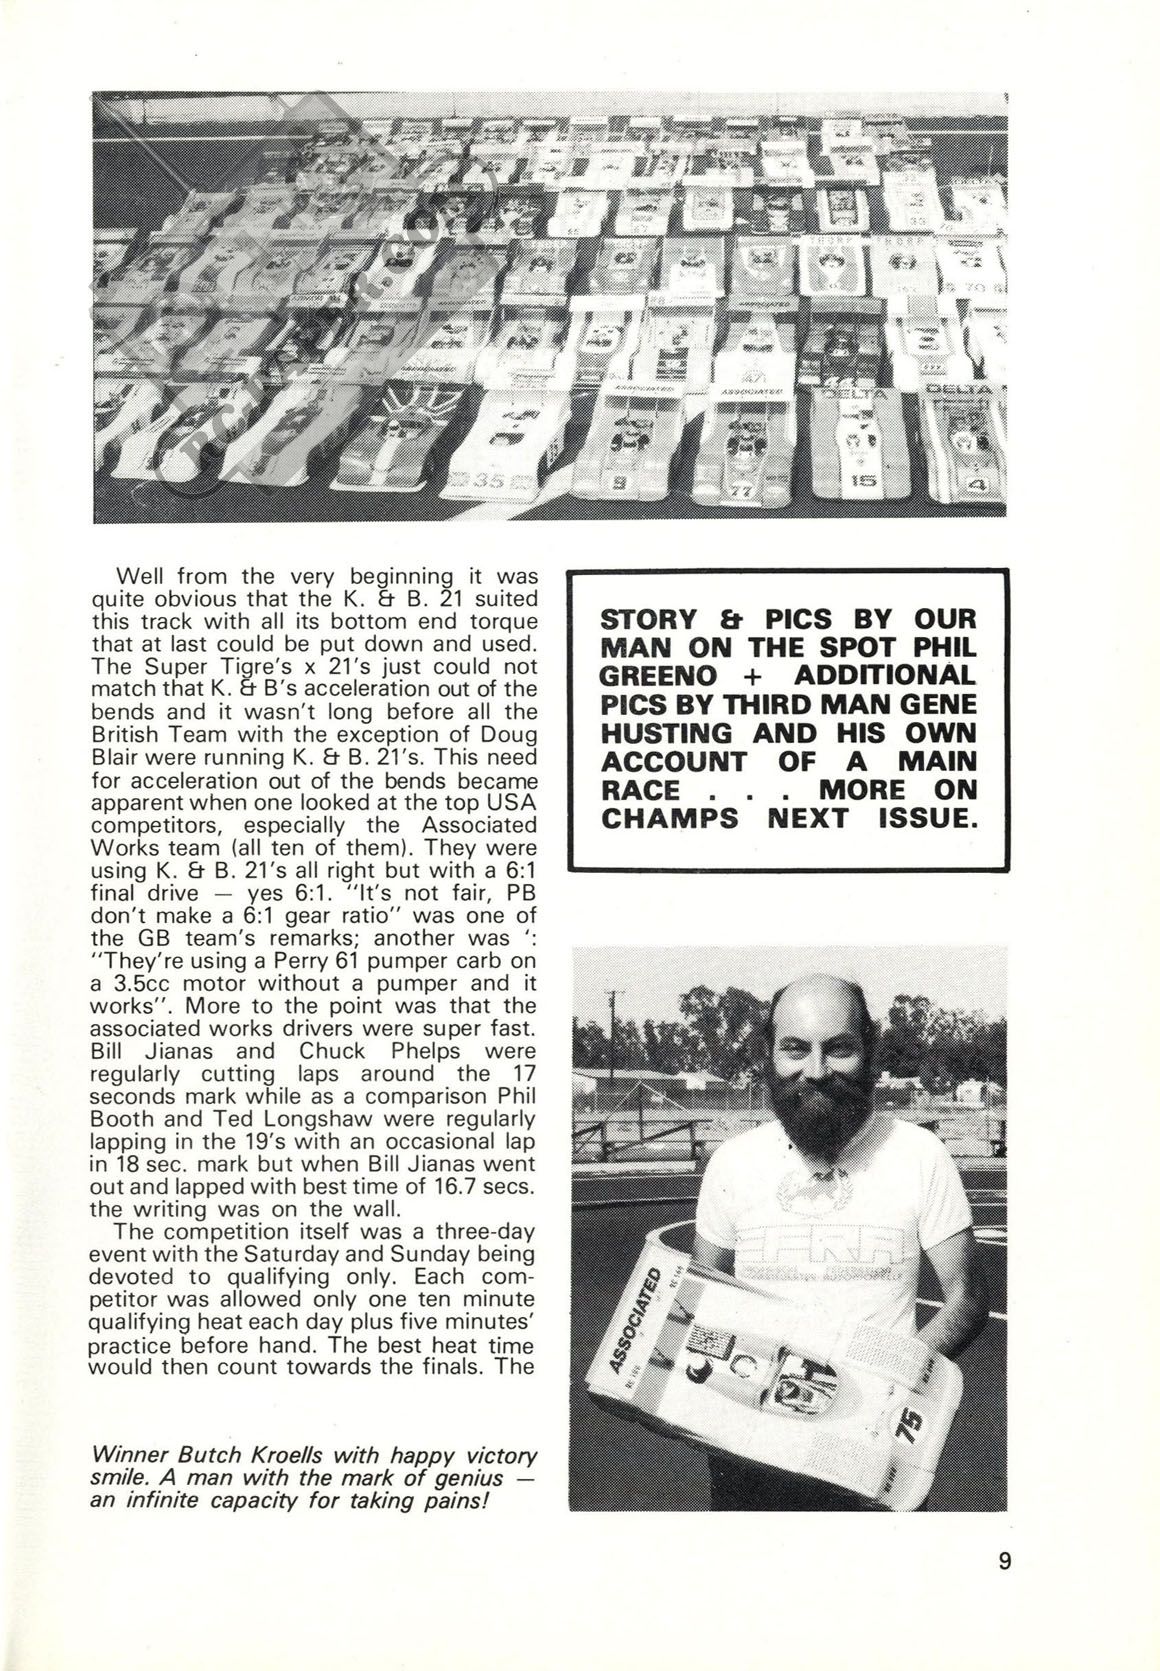 THORP
THORP
ASSOCIATED
ASSOCIATED
ASSOCIATED
ASSOCIATED
DELTA
DELTA
33
70
44
35
9
77
15
4
Well from the very beginning it was
quite obvious that the K. & B. 21 suited
this track with all its bottom end torque
that at last could be put down and used.
The Super Tigre's x 21's just could not
match that K. & B's acceleration out of the
bends and it wasn't long before all the
British Team with the exception of Doug
Blair were running K. & B. 21's. This need
for acceleration out of the bends became
apparent when one looked at the top USA
competitors, especially the Associated
Works team (all ten of them). They were
using K. & B. 21's all right but with a 6:1
final drive — yes 6:1. "It's not fair, PB
don't make a 6:1 gear ratio" was one of
the GB team's remarks; another was ‘:
"They're using a Perry 61 pumper carb on
a 3.5cc motor without a pumper and it
works". More to the point was that the
associated works drivers were super fast.
Bill Jianas and Chuck Phelps were
regularly cutting laps around the 17
seconds mark while as a comparison Phil
Booth and Ted Longshaw were regularly
lapping in the 19's with an occasional lap
in 18 sec. mark but when Bill Jianas went
out and lapped with best time of 16.7 secs.
the writing was on the wall.
The competition itself was a three-day
event with the Saturday and Sunday being
devoted to qualifying only. Each com-
petitor was allowed only one ten minute
qualifying heat each day plus five minutes'
practice before hand. The best heat time
would then count towards the finals. The
Winner Butch Kroells with happy victory
smile. A man with the mark of genius —
an infinite capacity for taking pains!
STORY & PICS BY OUR
MAN ON THE SPOT PHIL
GREENO + ADDITIONAL
PICS BY THIRD MAN GENE
HUSTING AND HIS OWN
ACCOUNT OF A MAIN
RACE . . . MORE ON
CHAMPS NEXT ISSUE.
EFRA
ASSOCIATED
RC 166
RC 166
75
9